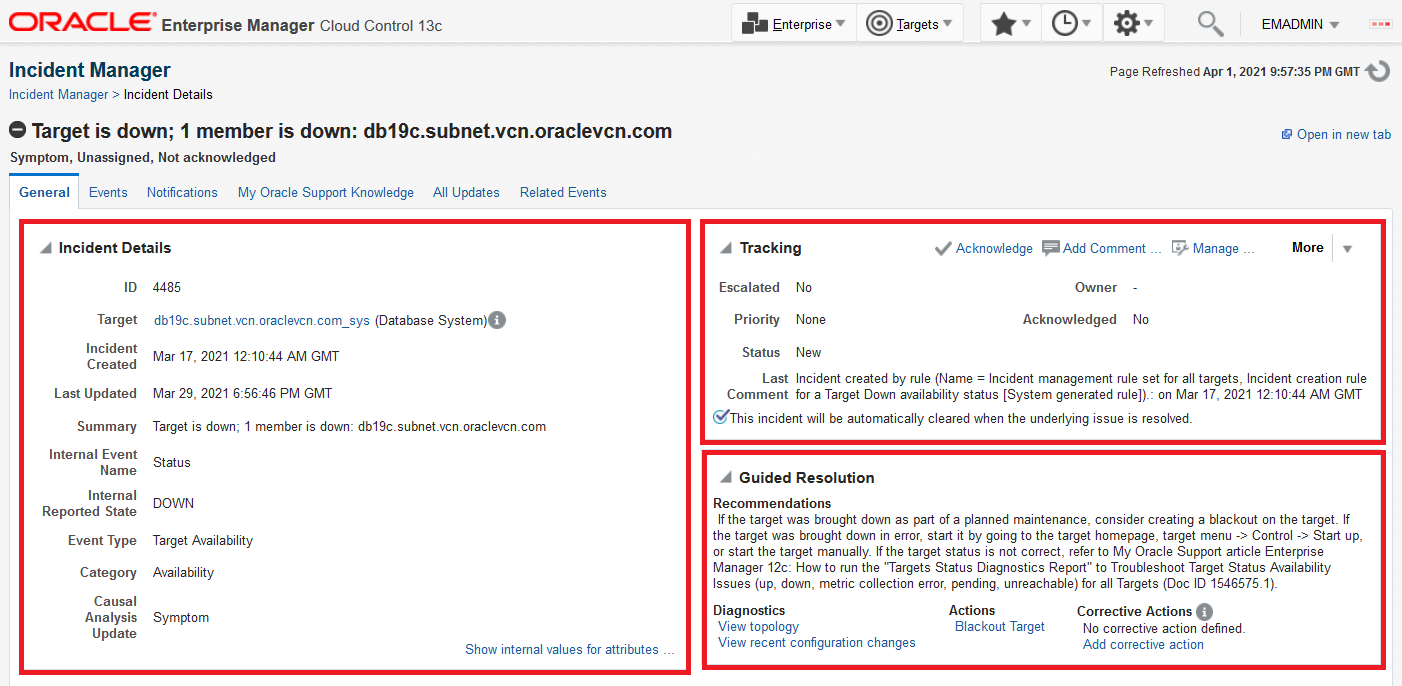 ORACLE Enterprise Manager Cloud Control 13c
Enterprise
Targets
EMADMIN
Incident Manager
Page Refreshed Apr 1, 2021 9:57:35 PM GMT
Incident Manager > Incident Details
Target is down; 1 member is down: db19c.subnet.vcn.oraclevcn.com
Open in new tab
Symptom, Unassigned, Not acknowledged
General Events Notifications My Oracle Support Knowledge All Updates Related Events
Incident Details
ID 4485
Target db19c.subnet.vcn.oraclevcn.com_sys (Database System)
Incident
Created Mar 17, 2021 12:10:44 AM GMT
Last Updated Mar 29, 2021 6:56:46 PM GMT
Summary Target is down; 1 member is down: db19c.subnet.vcn.oraclevcn.com
Internal Event
Name Status
Internal
Reported State DOWN
Event Type Target Availability
Category Availability
Causal
Analysis Symptom
Update
Show internal values for attributes ...
Tracking
Acknowledge Add Comment ... Manage ... More
Escalated No Owner -
Priority None Acknowledged No
Status New
Last Incident created by rule (Name = Incident management rule set for all targets, Incident creation rule
Comment for a Target Down availability status [System generated rule]).: on Mar 17, 2021 12:10:44 AM GMT
This incident will be automatically cleared when the underlying issue is resolved.
Guided Resolution
Recommendations
If the target was brought down as part of a planned maintenance, consider creating a blackout on the target. If
the target was brought down in error, start it by going to the target homepage, target menu -> Control -> Start up,
or start the target manually. If the target status is not correct, refer to My Oracle Support article Enterprise
Manager 12c: How to run the "Targets Status Diagnostics Report" to Troubleshoot Target Status Availability
Issues (up, down, metric collection error, pending, unreachable) for all Targets (Doc ID 1546575.1).
Diagnostics Actions Corrective Actions
View topology Blackout Target No corrective action defined.
View recent configuration changes Add corrective action